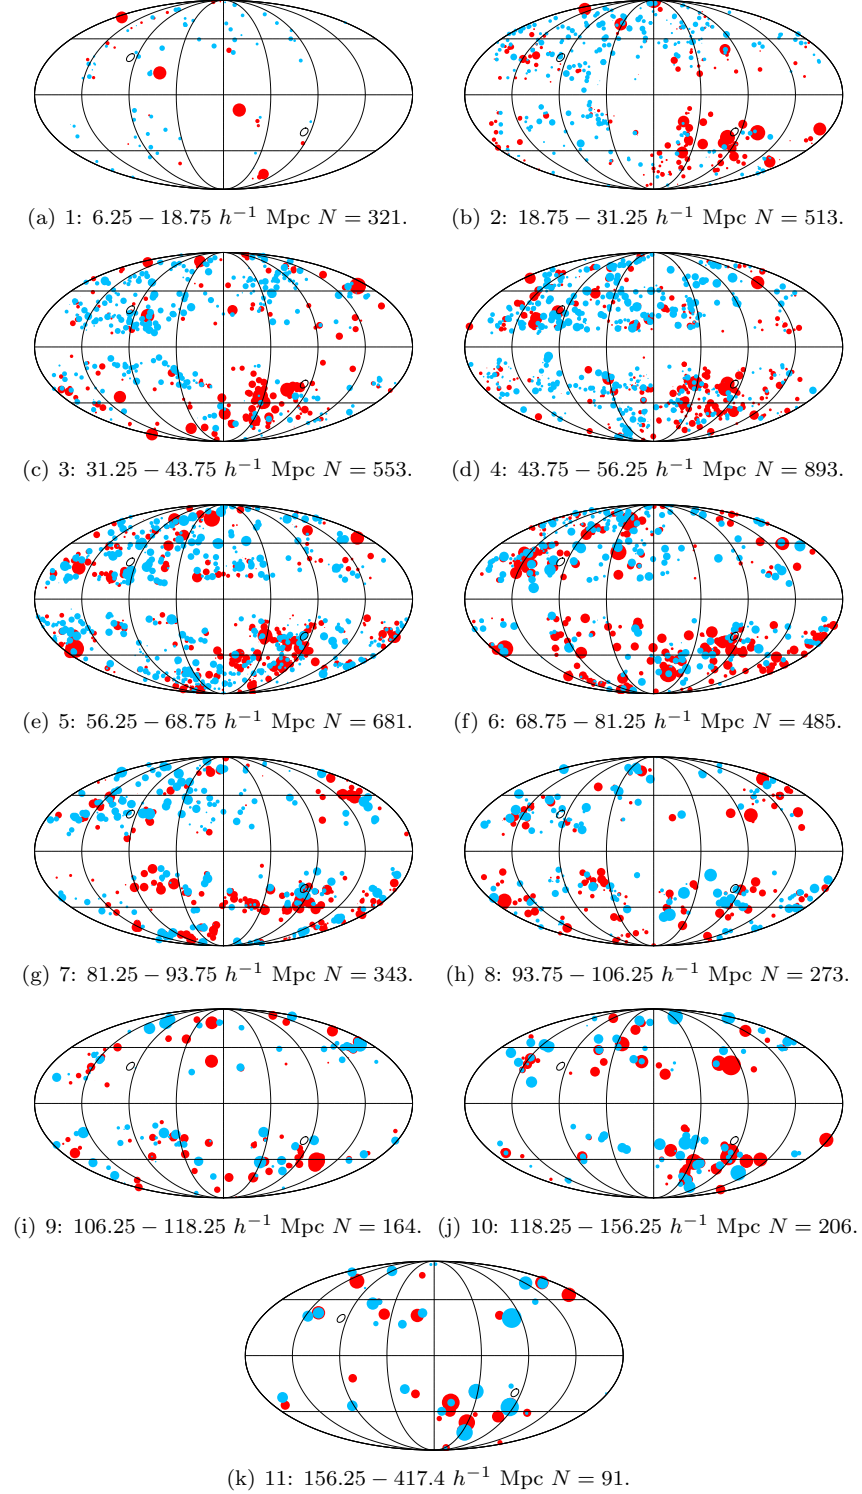 (a) 1: 6.25 − 18.75 h⁻¹ Mpc N = 321.
(b) 2: 18.75 − 31.25 h⁻¹ Mpc N = 513.
(c) 3: 31.25 − 43.75 h⁻¹ Mpc N = 553.
(d) 4: 43.75 − 56.25 h⁻¹ Mpc N = 893.
(e) 5: 56.25 − 68.75 h⁻¹ Mpc N = 681.
(f) 6: 68.75 − 81.25 h⁻¹ Mpc N = 485.
(g) 7: 81.25 − 93.75 h⁻¹ Mpc N = 343.
(h) 8: 93.75 − 106.25 h⁻¹ Mpc N = 273.
(i) 9: 106.25 − 118.25 h⁻¹ Mpc N = 164.
(j) 10: 118.25 − 156.25 h⁻¹ Mpc N = 206.
(k) 11: 156.25 − 417.4 h⁻¹ Mpc N = 91.